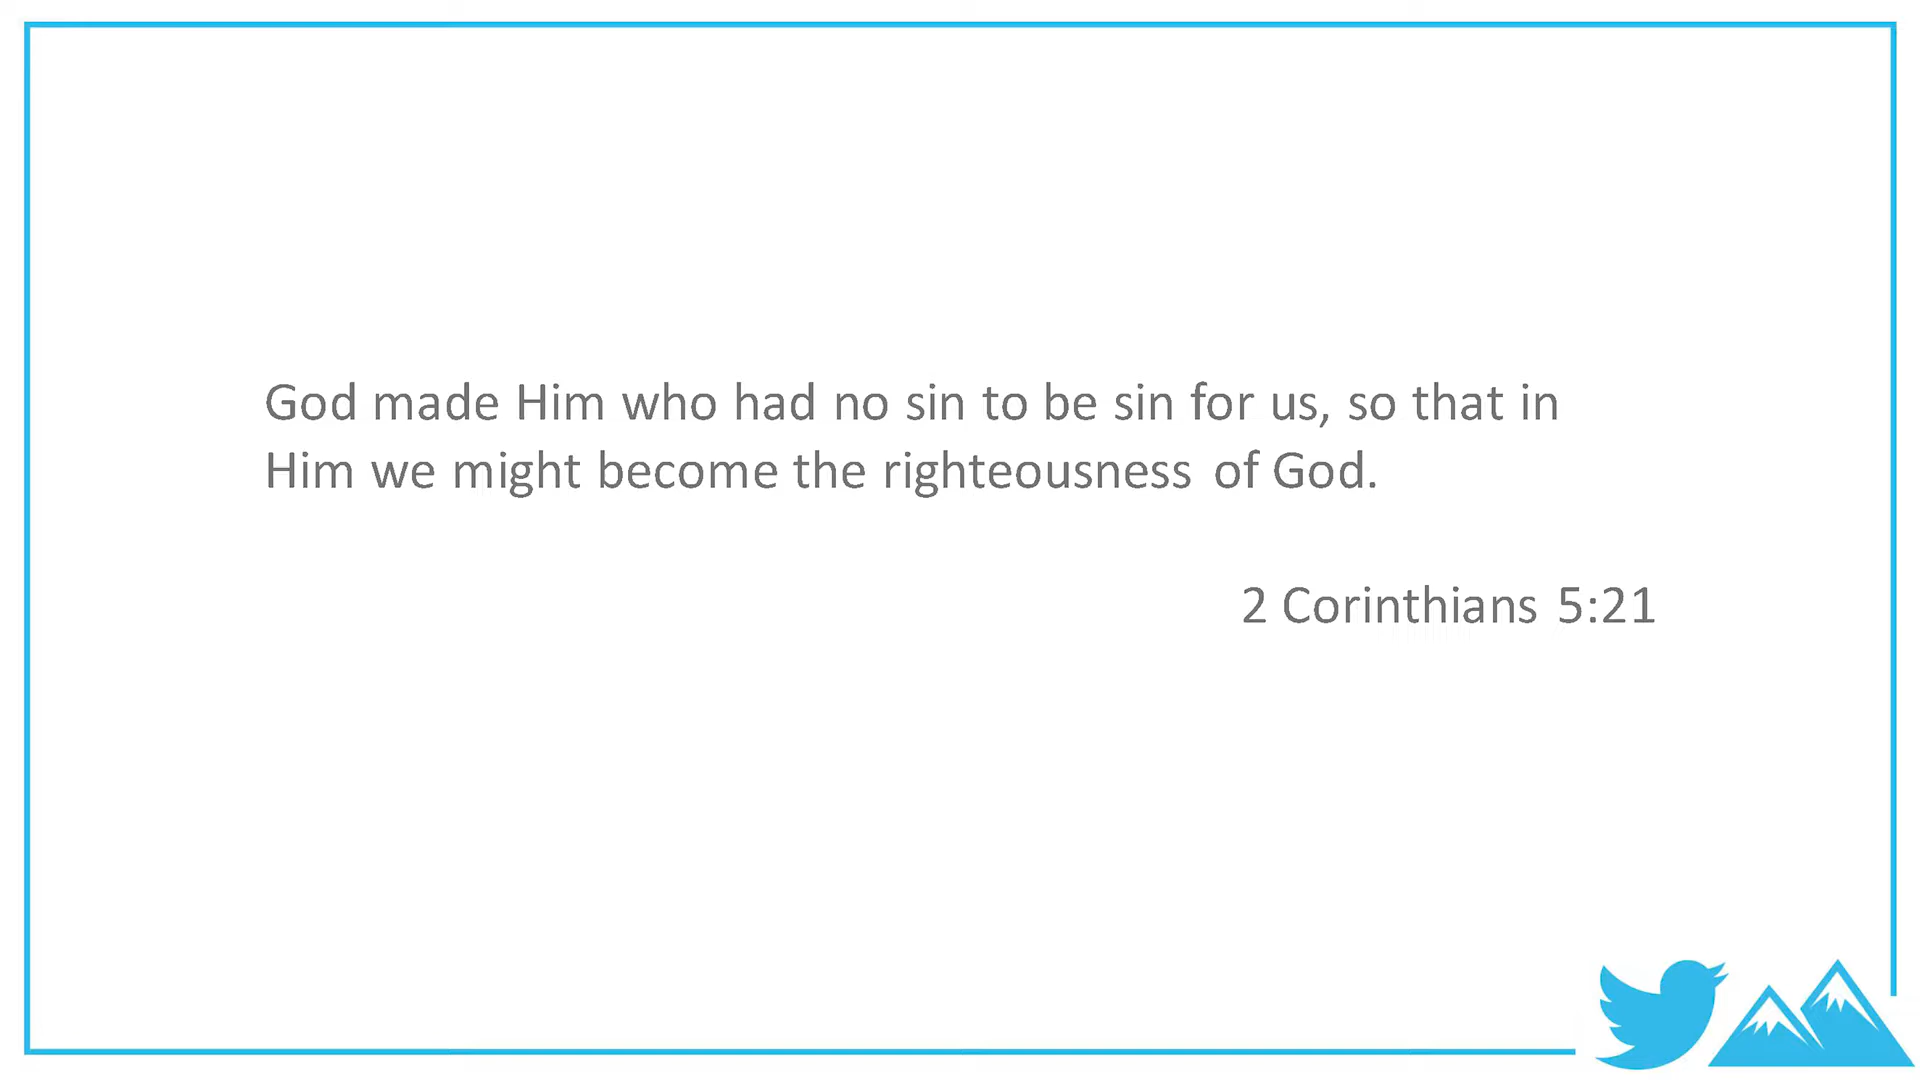 God made Him who had no sin to be sin for us, so that in
Him we might become the righteousness of God.
2 Corinthians 5:21